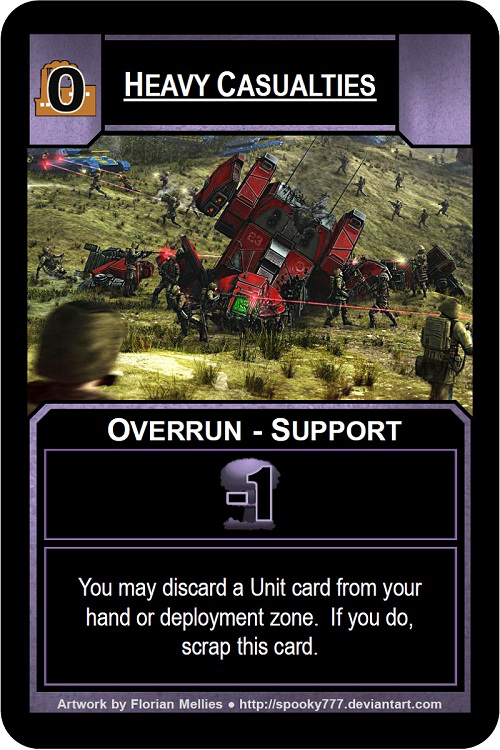 0
HEAVY CASUALTIES
23
OVERRUN - SUPPORT
-1
You may discard a Unit card from your
hand or deployment zone.  If you do,
scrap this card.
Artwork by Florian Mellies ● http://spooky777.deviantart.com